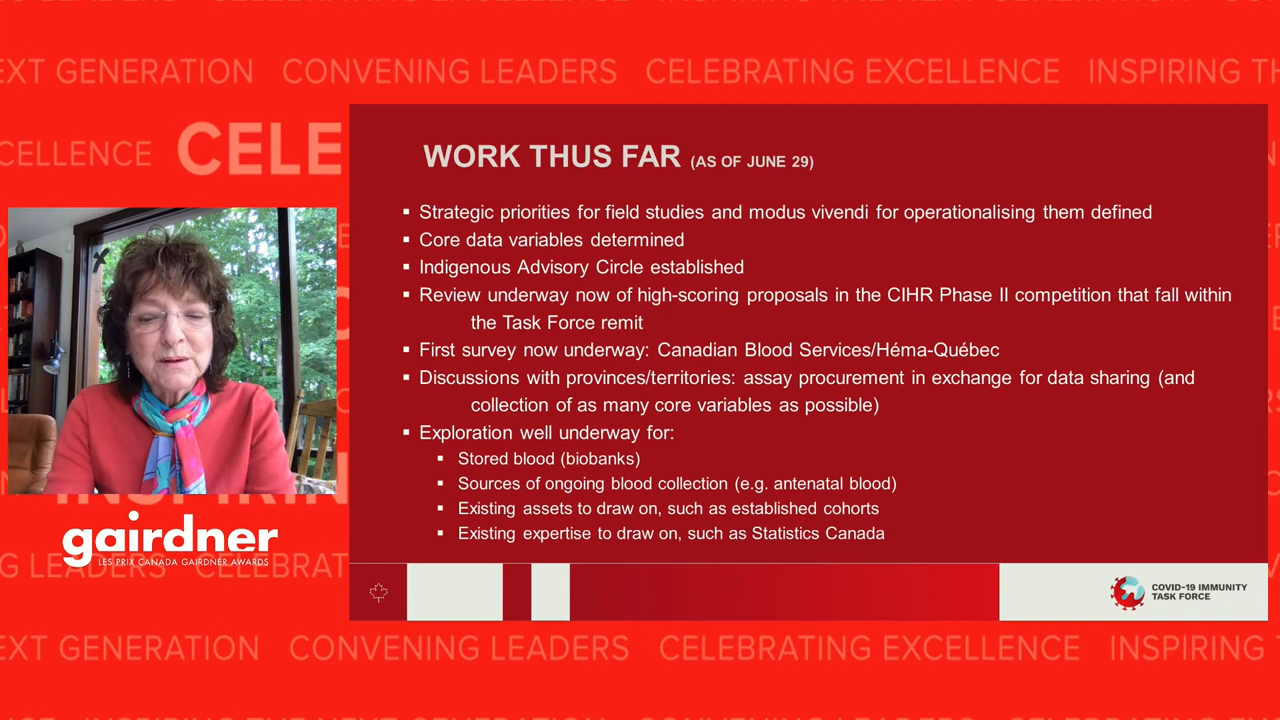 EXT GENERATION CONVENING LEADERS CELEBRATING EXCELLENCE INSPIRING TH
CELLENCE CELE
WORK THUS FAR (AS OF JUNE 29)
▪ Strategic priorities for field studies and modus vivendi for operationalising them defined
▪ Core data variables determined
▪ Indigenous Advisory Circle established
▪ Review underway now of high-scoring proposals in the CIHR Phase II competition that fall within
the Task Force remit
▪ First survey now underway: Canadian Blood Services/Héma-Québec
▪ Discussions with provinces/territories: assay procurement in exchange for data sharing (and
collection of as many core variables as possible)
▪ Exploration well underway for:
▪ Stored blood (biobanks)
▪ Sources of ongoing blood collection (e.g. antenatal blood)
▪ Existing assets to draw on, such as established cohorts
▪ Existing expertise to draw on, such as Statistics Canada
gairdner
LES PRIX CANADA GAIRDNER AWARDS
G LEADERS CELEBRAT
COVID-19 IMMUNITY
TASK FORCE
EXT GENERATION CONVENING LEADERS CELEBRATING EXCELLENCE INSPIRING